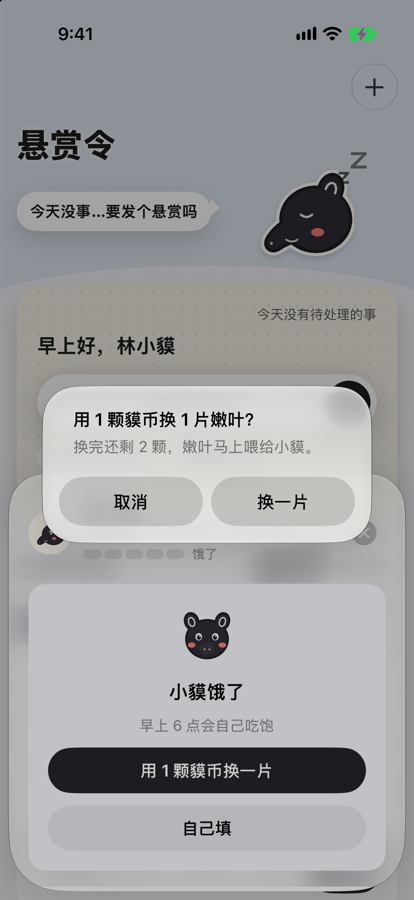 9:41
悬赏令
z
z
今天没事...要发个悬赏吗
今天没有待处理的事
早上好，林小貘
用 1 颗貘币换 1 片嫩叶?
换完还剩 2 颗，嫩叶马上喂给小貘。
取消
换一片
饿了
小貘饿了
早上 6 点会自己吃饱
用 1 颗貘币换一片
自己填